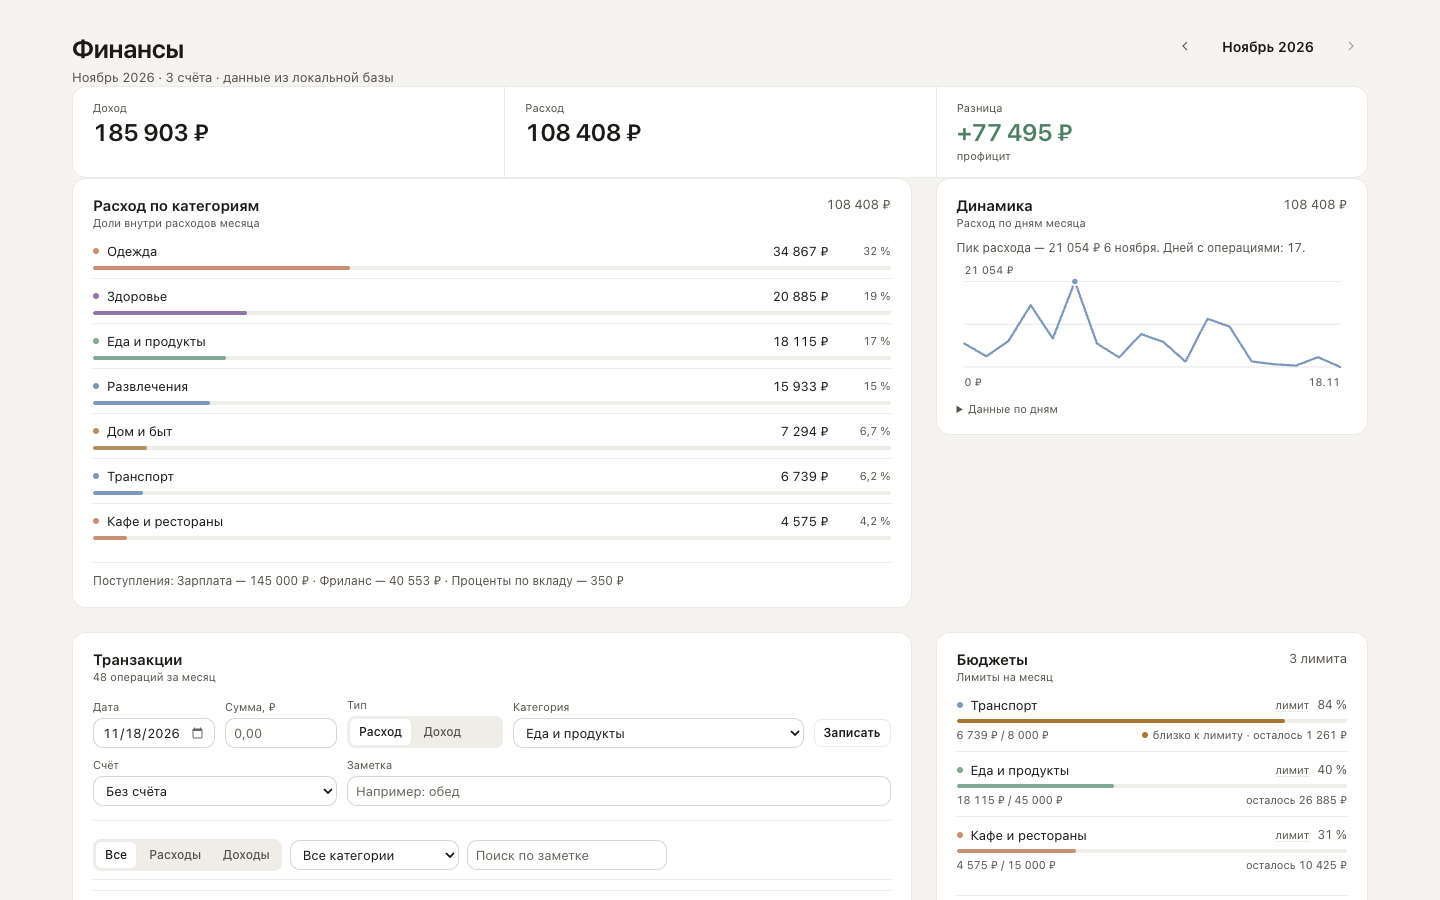 Финансы
Ноябрь 2026
Ноябрь 2026 · 3 счёта · данные из локальной базы
Доход
185 903 ₽
Расход
108 408 ₽
Разница
+77 495 ₽
профицит
Расход по категориям
108 408 ₽
Доли внутри расходов месяца
Одежда 34 867 ₽ 32 %
Здоровье 20 885 ₽ 19 %
Еда и продукты 18 115 ₽ 17 %
Развлечения 15 933 ₽ 15 %
Дом и быт 7 294 ₽ 6,7 %
Транспорт 6 739 ₽ 6,2 %
Кафе и рестораны 4 575 ₽ 4,2 %
Поступления: Зарплата — 145 000 ₽ · Фриланс — 40 553 ₽ · Проценты по вкладу — 350 ₽
Динамика
108 408 ₽
Расход по дням месяца
Пик расхода — 21 054 ₽ 6 ноября. Дней с операциями: 17.
21 054 ₽
0 ₽
18.11
Данные по дням
Транзакции
48 операций за месяц
Дата
11/18/2026
Сумма, ₽
0,00
Тип
Расход Доход
Категория
Еда и продукты
Записать
Счёт
Без счёта
Заметка
Например: обед
Все Расходы Доходы
Все категории
Поиск по заметке
Бюджеты
3 лимита
Лимиты на месяц
Транспорт лимит 84 %
6 739 ₽ / 8 000 ₽ близко к лимиту · осталось 1 261 ₽
Еда и продукты лимит 40 %
18 115 ₽ / 45 000 ₽ осталось 26 885 ₽
Кафе и рестораны лимит 31 %
4 575 ₽ / 15 000 ₽ осталось 10 425 ₽